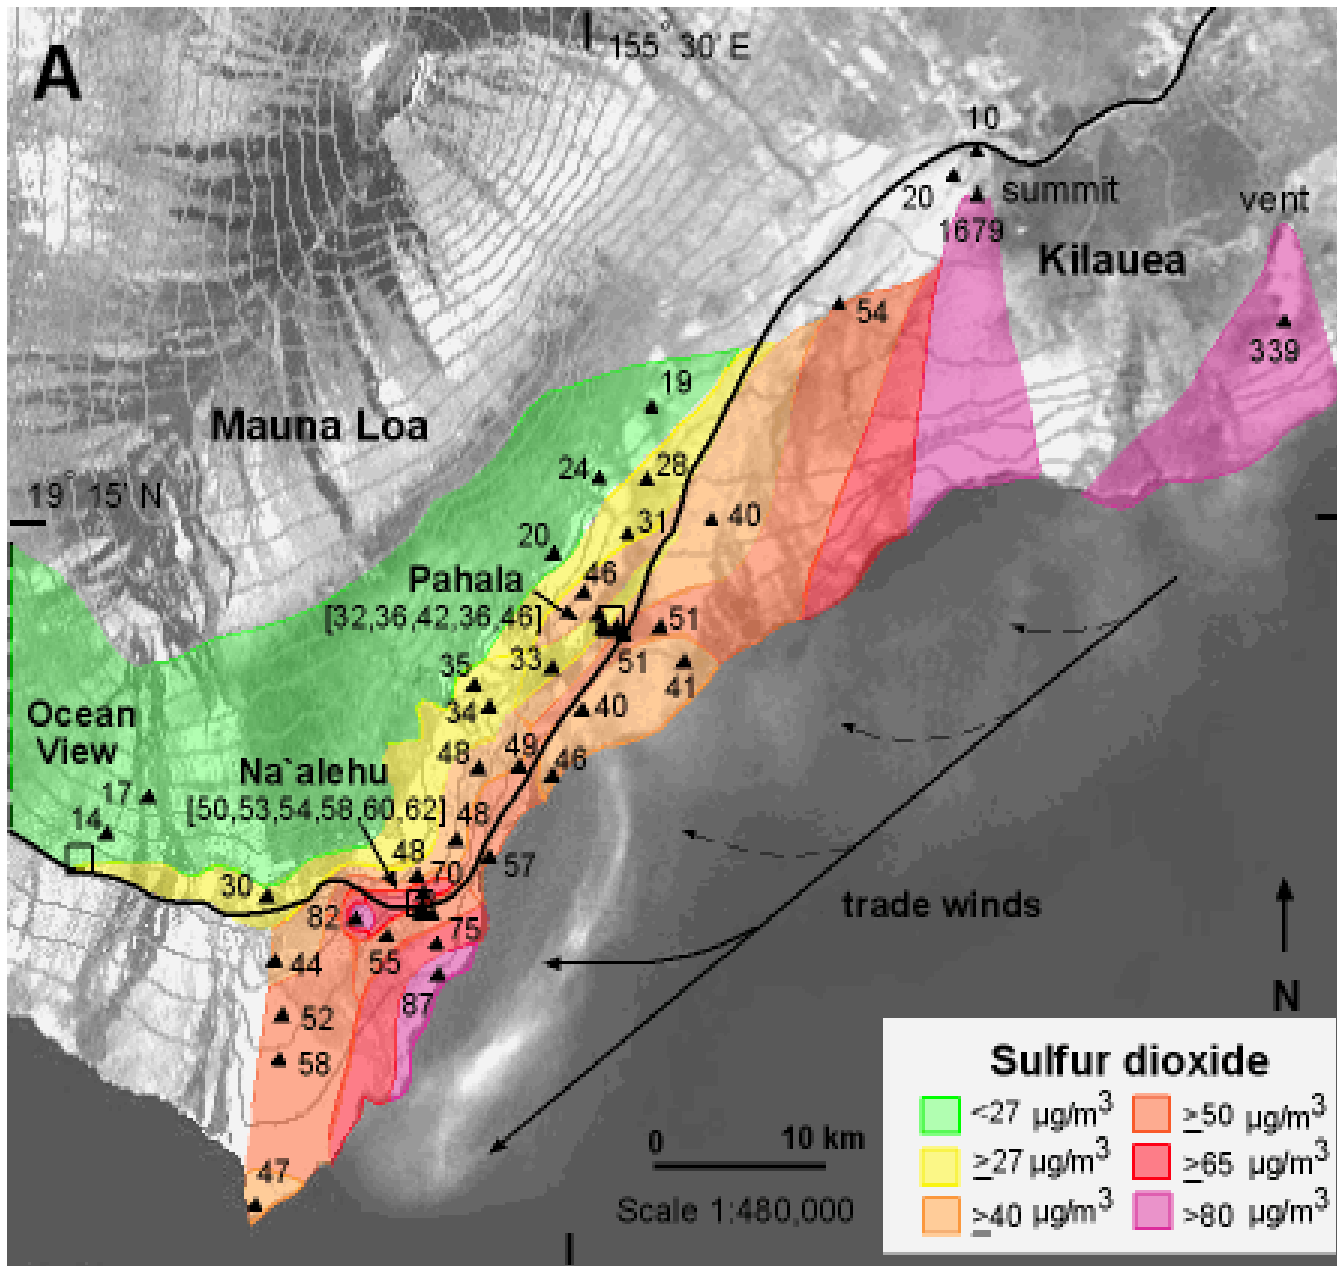 A
155° 30' E
10
20
summit
1679
vent
Kilauea
54
339
19
Mauna Loa
24
28
19° 15' N
31
40
20
46
Pahala
[32,36,42,36,46]
51
35
33
51
41
34
40
Ocean
View
48
49
46
Na`alehu
17
[50,53,54,58,60,62]
14
48
48
57
70
30
82
trade winds
75
55
44
87
N
52
58
Sulfur dioxide
<27 µg/m³
≥50 µg/m³
0 10 km
≥27 µg/m³
≥65 µg/m³
47
Scale 1:480,000
≥40 µg/m³
>80 µg/m³